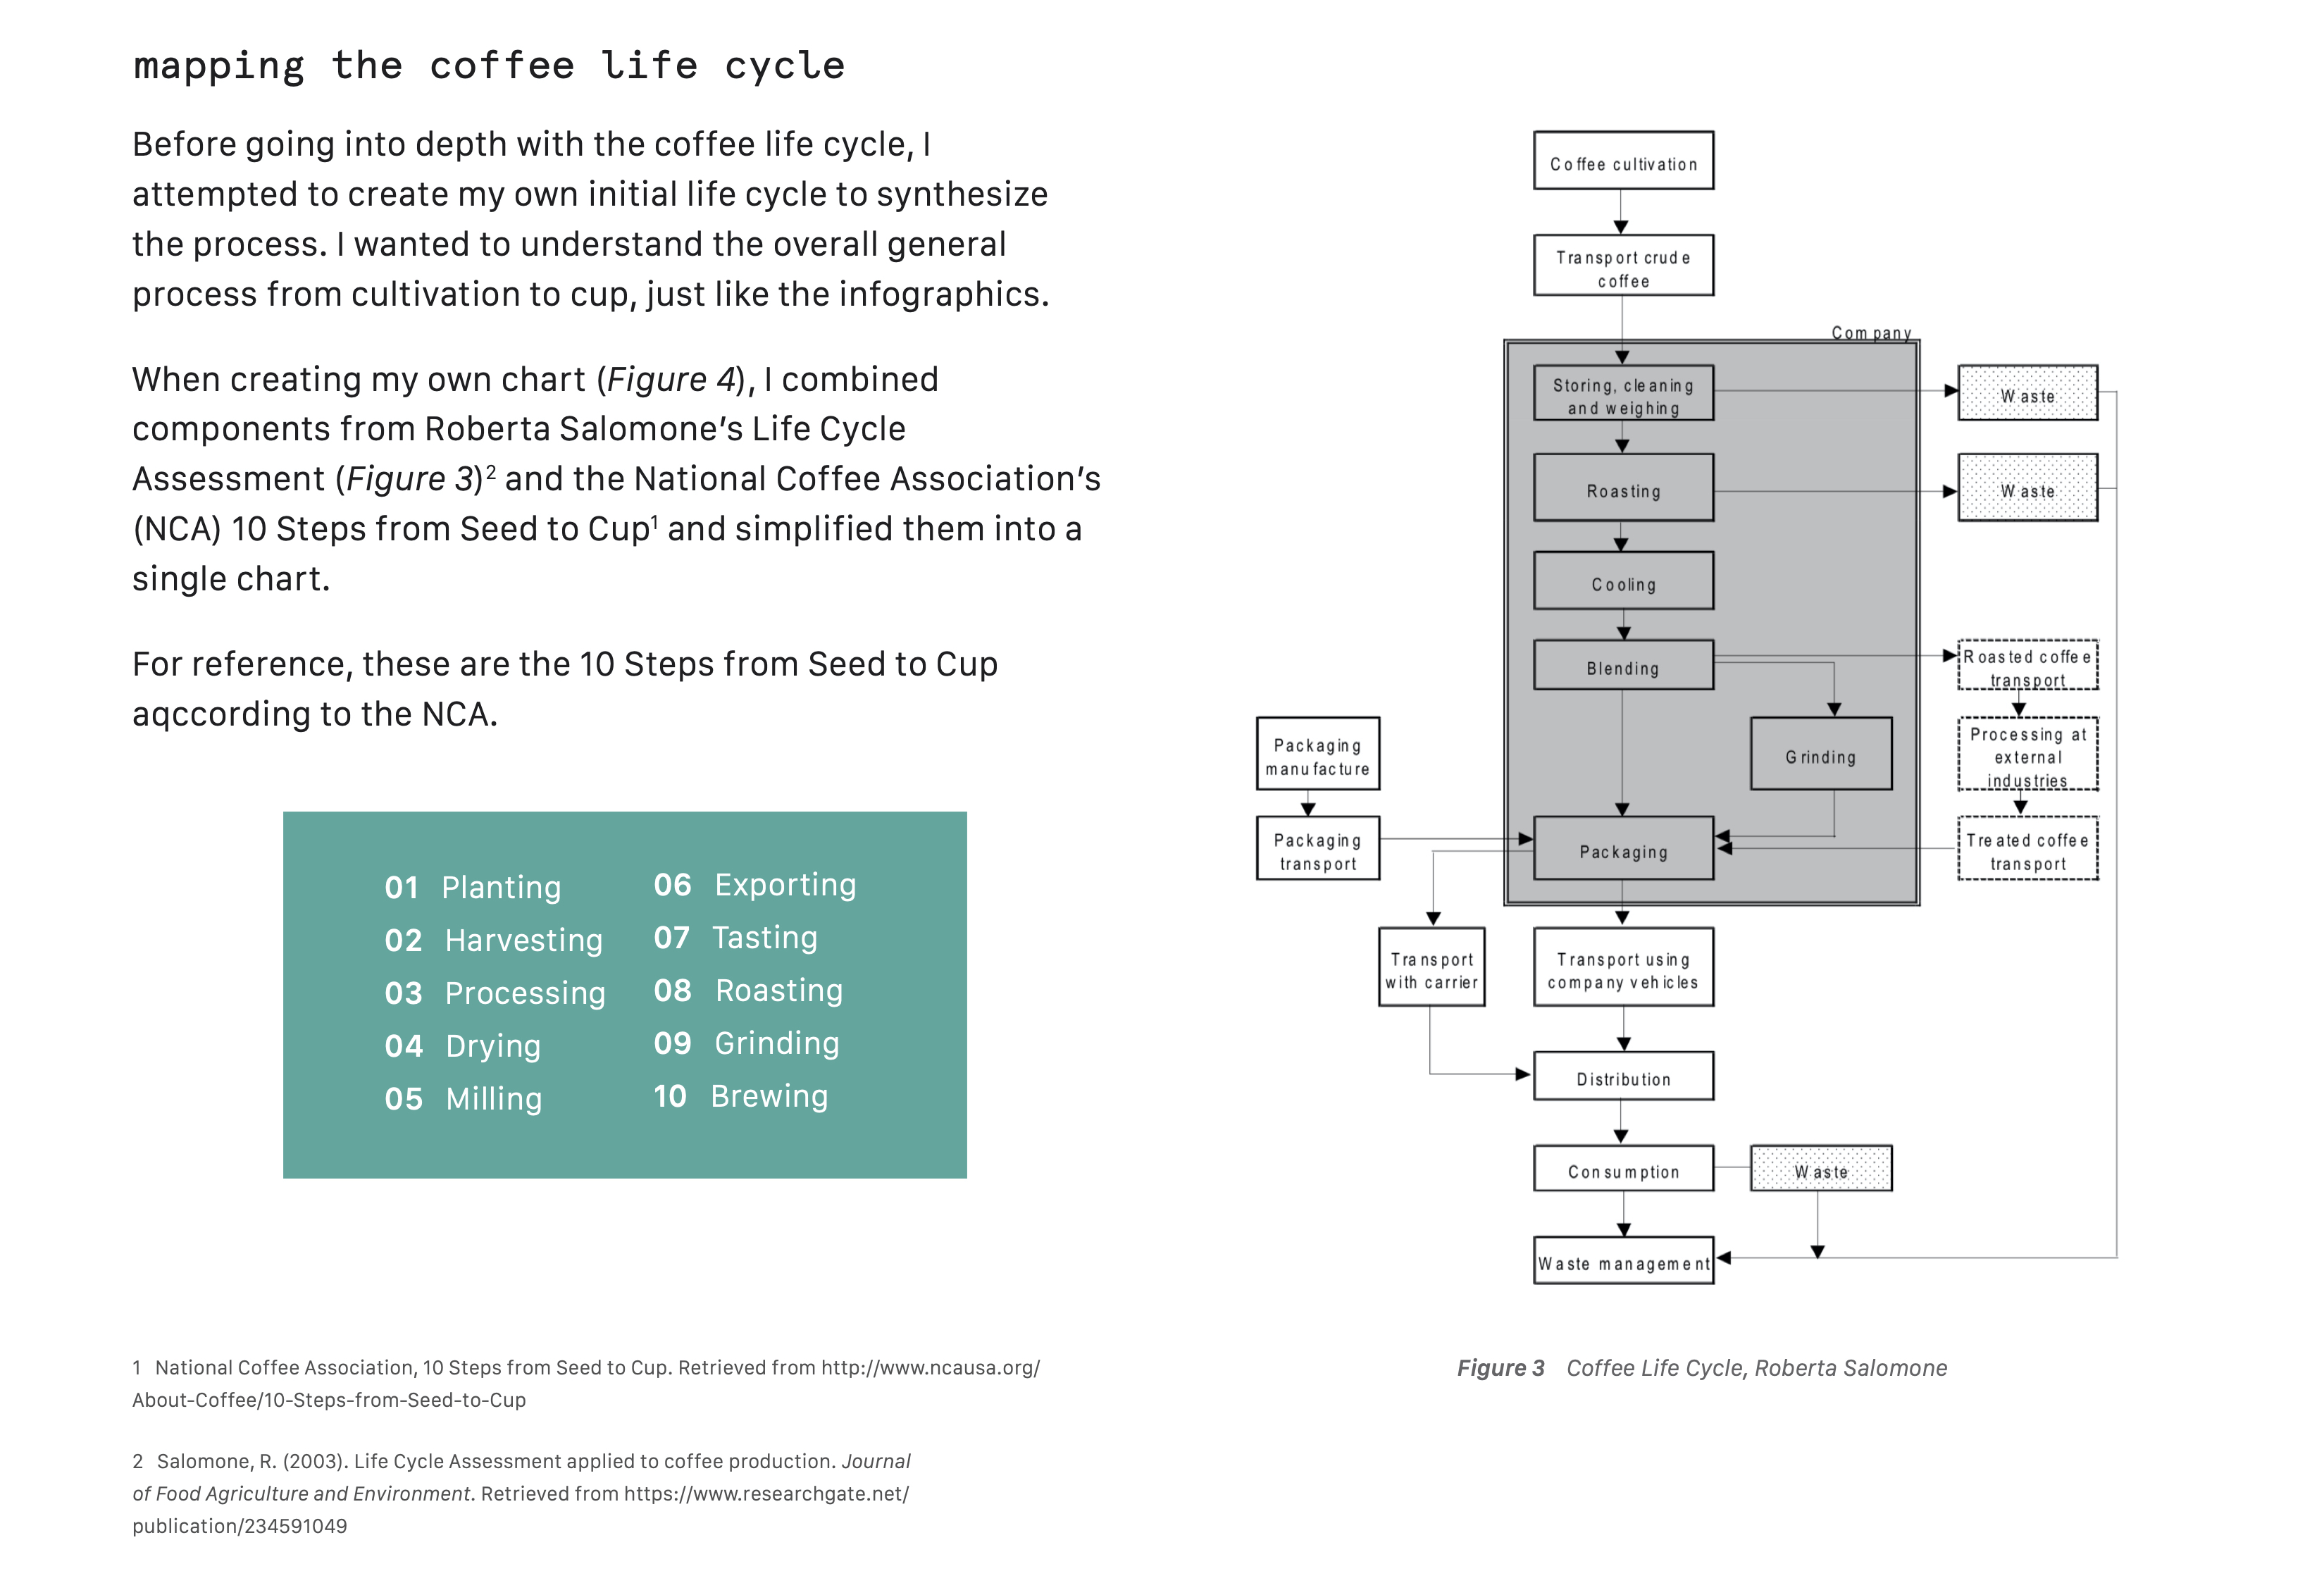 mapping the coffee life cycle
Before going into depth with the coffee life cycle, I
attempted to create my own initial life cycle to synthesize
the process. I wanted to understand the overall general
process from cultivation to cup, just like the infographics.
When creating my own chart (Figure 4), I combined
components from Roberta Salomone’s Life Cycle
Assessment (Figure 3)2 and the National Coffee Association’s
(NCA) 10 Steps from Seed to Cup1 and simplified them into a
single chart.
For reference, these are the 10 Steps from Seed to Cup
aqccording to the NCA.
01 Planting
02 Harvesting
03 Processing
04 Drying
05 Milling
06 Exporting
07 Tasting
08 Roasting
09 Grinding
10 Brewing
1 National Coffee Association, 10 Steps from Seed to Cup. Retrieved from http://www.ncausa.org/
About-Coffee/10-Steps-from-Seed-to-Cup
2 Salomone, R. (2003). Life Cycle Assessment applied to coffee production. Journal
of Food Agriculture and Environment. Retrieved from https://www.researchgate.net/
publication/234591049
Coffee cultivation
Transport crude
coffee
Company
Storing, cleaning
and weighing
Waste
Roasting
Waste
Cooling
Blending
Roasted coffee
transport
Packaging
manufacture
Grinding
Processing at
external
industries
Packaging
transport
Packaging
Treated coffee
transport
Transport
with carrier
Transport using
company vehicles
Distribution
Consumption
Waste
Waste management
Figure 3 Coffee Life Cycle, Roberta Salomone